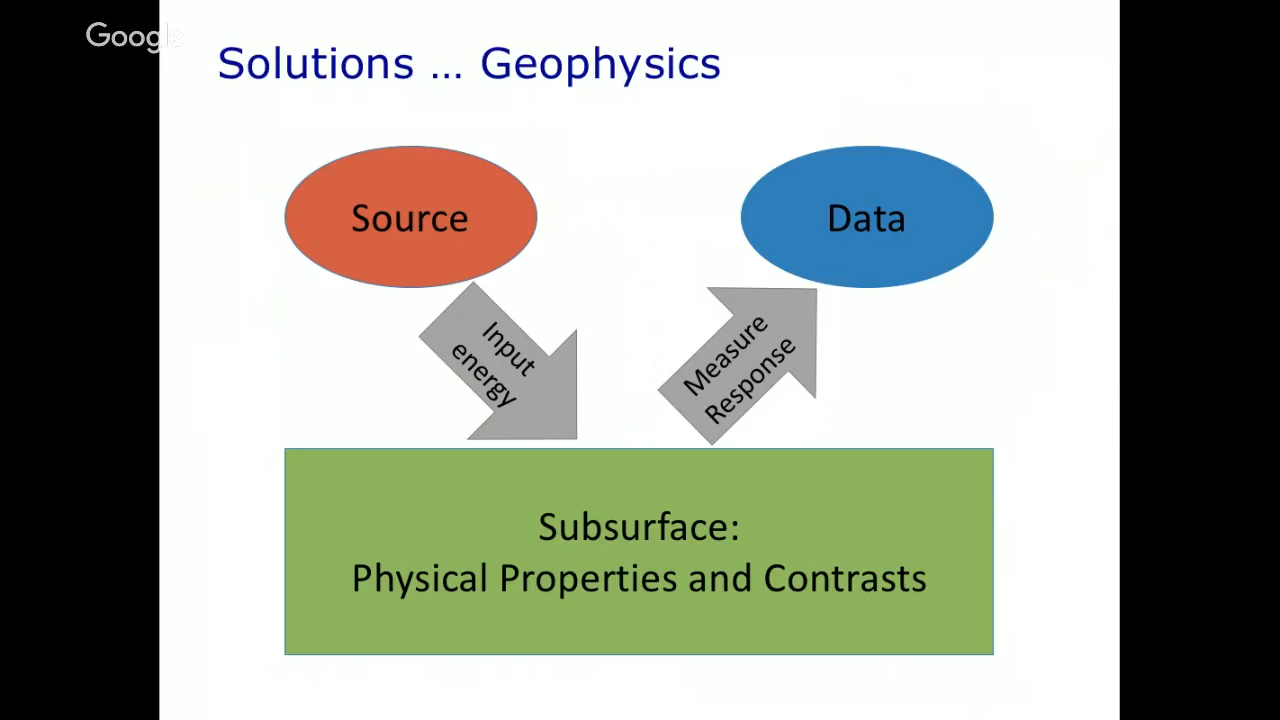 Google
Solutions … Geophysics
Source
Data
Input
energy
Measure
Response
Subsurface:
Physical Properties and Contrasts